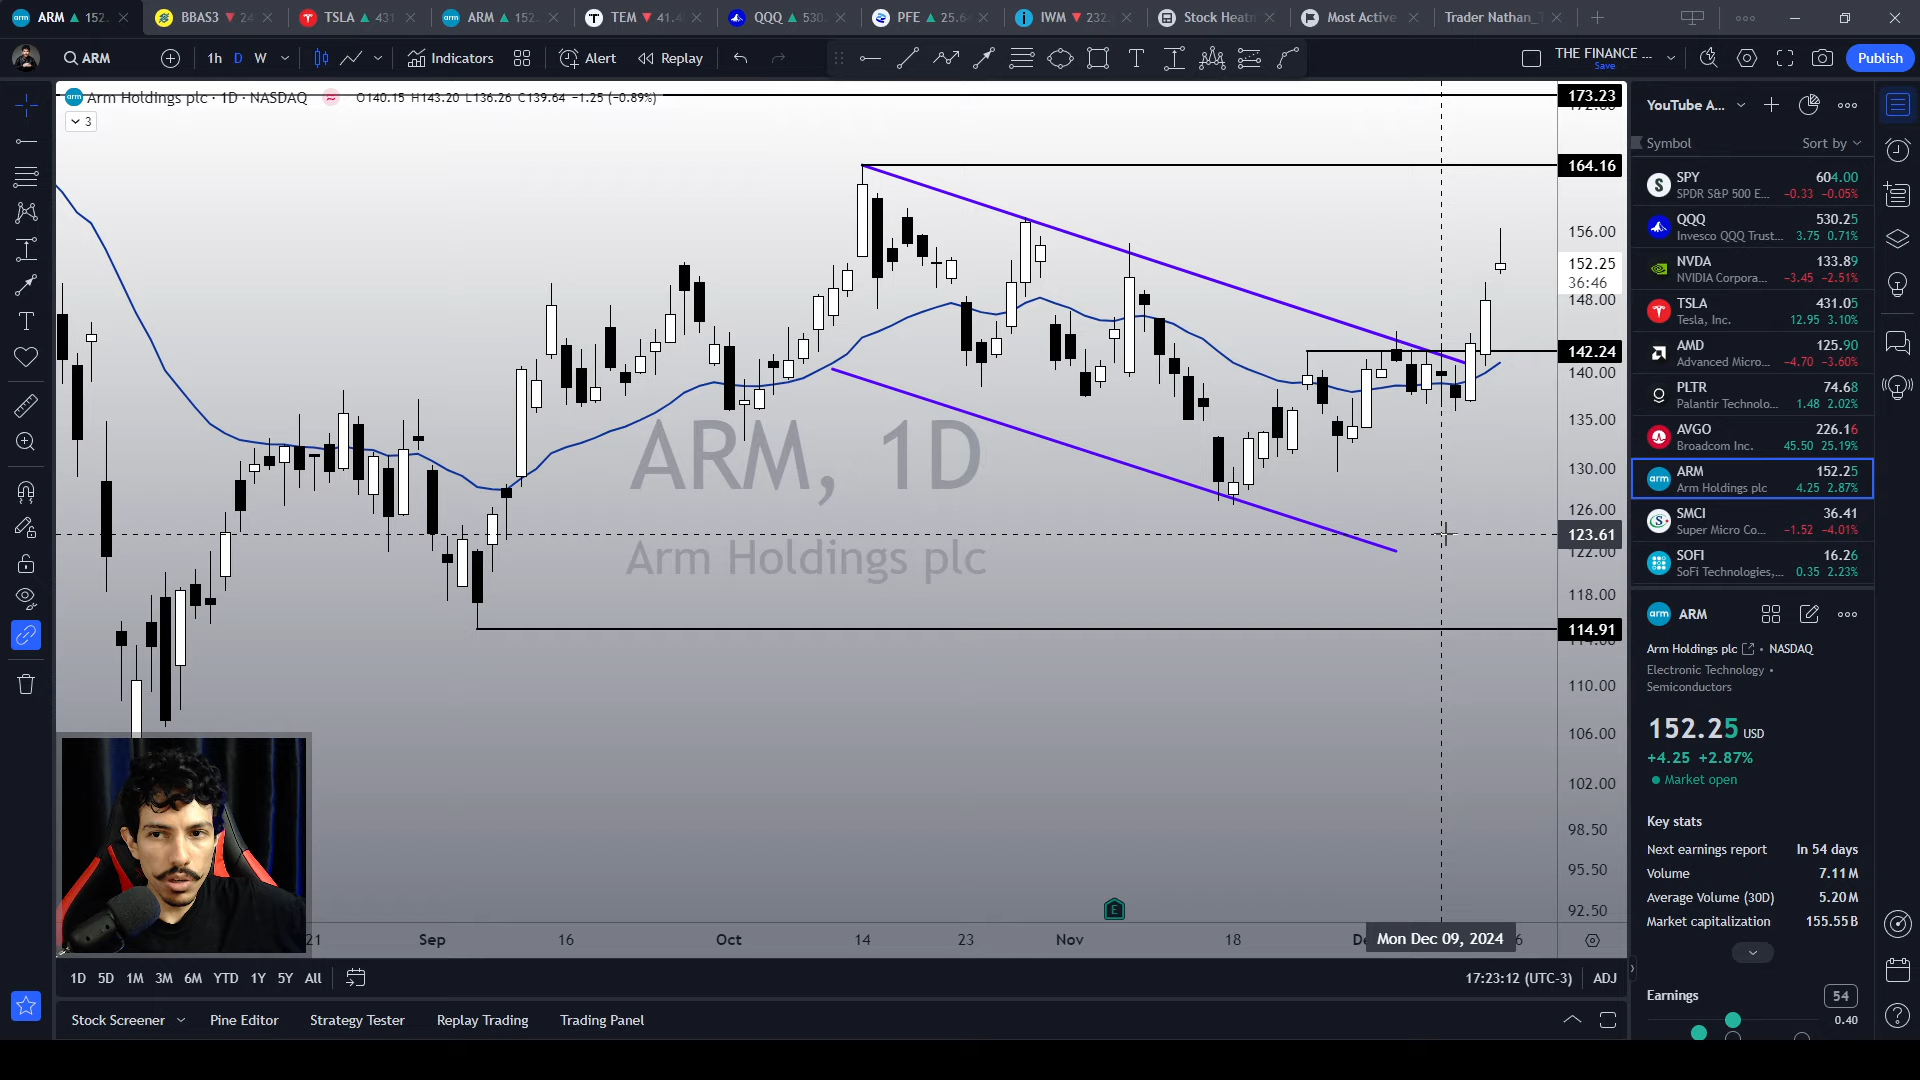 ARM ▲ 152.
BBAS3 ▼ 24
TSLA ▲ 431
ARM ▲ 152.
TEM ▼ 41.4
QQQ ▲ 530.
PFE ▲ 25.6
IWM ▼ 232.
Stock Heatm
Most Active
Trader Nathan_
ARM
1h D W
Indicators
Alert
Replay
THE FINANCE ...
Save
Publish
Arm Holdings plc · 1D · NASDAQ
O140.15 H143.20 L136.26 C139.64 −1.25 (−0.89%)
3
ARM, 1D
Arm Holdings plc
173.23
172.00
164.16
156.00
152.25
36:46
148.00
142.24
140.00
135.00
130.00
126.00
123.61
122.00
118.00
114.91
114.00
110.00
106.00
102.00
98.50
95.50
92.50
E
21 Sep 16 Oct 14 23 Nov 18 De Mon Dec 09, 2024 6
1D 5D 1M 3M 6M YTD 1Y 5Y All
17:23:12 (UTC-3) ADJ
Stock Screener
Pine Editor
Strategy Tester
Replay Trading
Trading Panel
YouTube A...
Symbol Sort by
SPY 604.00
SPDR S&P 500 E... −0.33 −0.05%
QQQ 530.25
Invesco QQQ Trust... 3.75 0.71%
NVDA 133.89
NVIDIA Corpora... −3.45 −2.51%
TSLA 431.05
Tesla, Inc. 12.95 3.10%
AMD 125.90
Advanced Micro... −4.70 −3.60%
PLTR 74.68
Palantir Technolo... 1.48 2.02%
AVGO 226.16
Broadcom Inc. 45.50 25.19%
ARM 152.25
Arm Holdings plc 4.25 2.87%
SMCI 36.41
Super Micro Co... −1.52 −4.01%
SOFI 16.26
SoFi Technologies,... 0.35 2.23%
arm ARM
Arm Holdings plc • NASDAQ
Electronic Technology •
Semiconductors
152.25 USD
+4.25 +2.87%
Market open
Key stats
Next earnings report In 54 days
Volume 7.11M
Average Volume (30D) 5.20M
Market capitalization 155.55B
Earnings 54
0.40